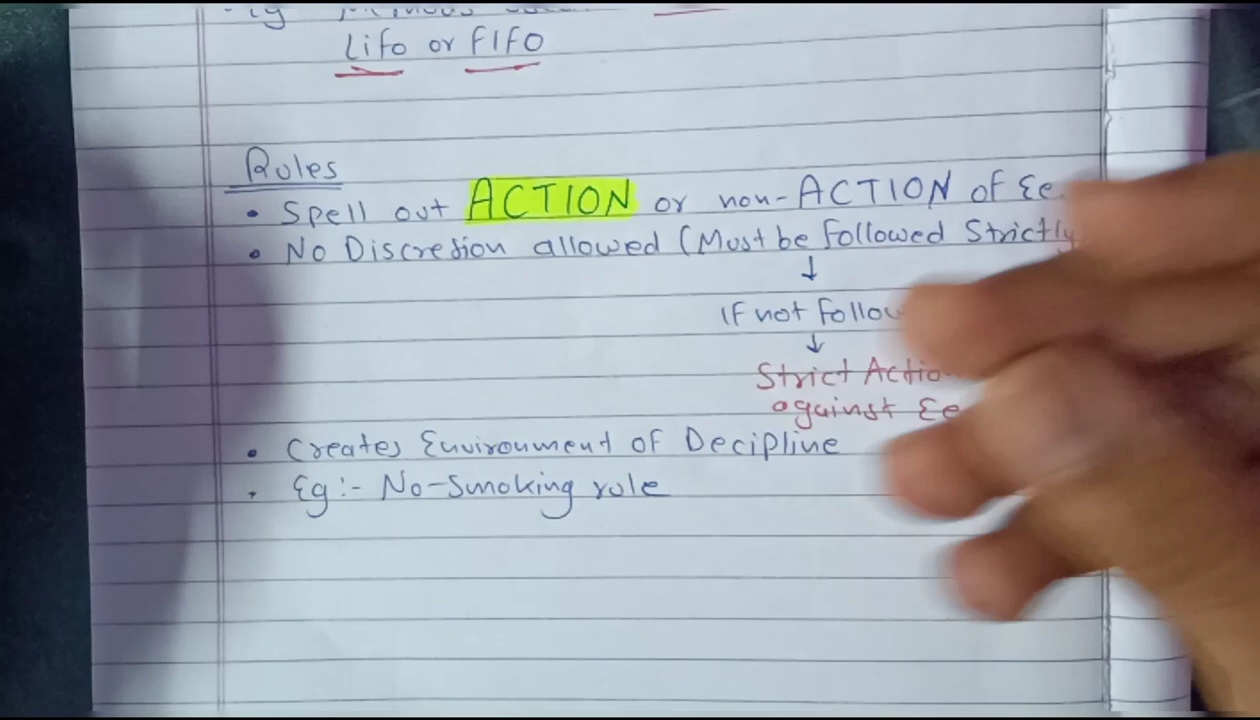 Eg
Lifo or FIFO
Rules
• Spell out ACTION or non-ACTION of Ee.
• No Discretion allowed (Must be followed Strictly
↓
If not follow
↓
Strict Actio
against Ee
• Creates Environment of Decipline
• Eg:- No-Smoking rule